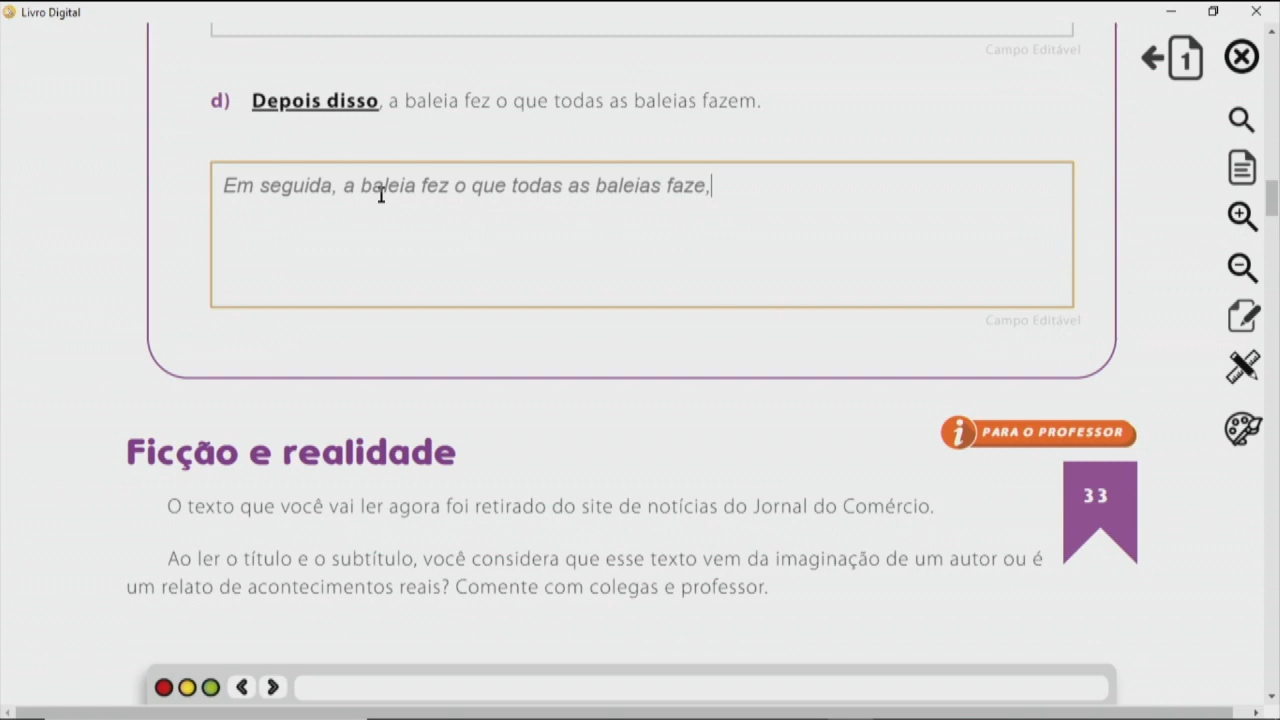 Livro Digital
Campo Editável
1
d) Depois disso, a baleia fez o que todas as baleias fazem.
Em seguida, a baleia fez o que todas as baleias faze,
Campo Editável
PARA O PROFESSOR
Ficção e realidade
33
O texto que você vai ler agora foi retirado do site de notícias do Jornal do Comércio.
Ao ler o título e o subtítulo, você considera que esse texto vem da imaginação de um autor ou é
um relato de acontecimentos reais? Comente com colegas e professor.